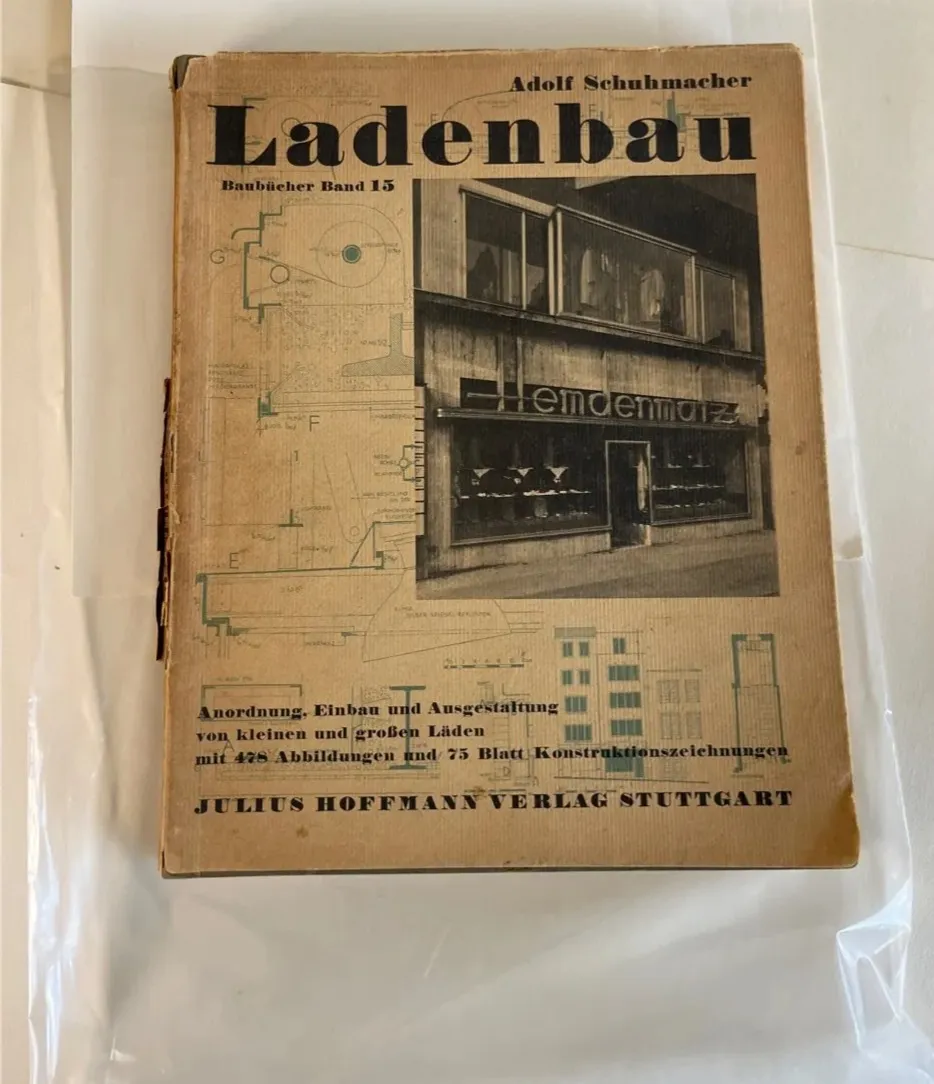 Adolf Schuhmacher
Ladenbau
Baubücher Band 15
G
Hemdenmatz
F
E
Anordnung, Einbau und Ausgestaltung
von kleinen und großen Läden
mit 478 Abbildungen und 75 Blatt Konstruktionszeichnungen
JULIUS HOFFMANN VERLAG STUTTGART